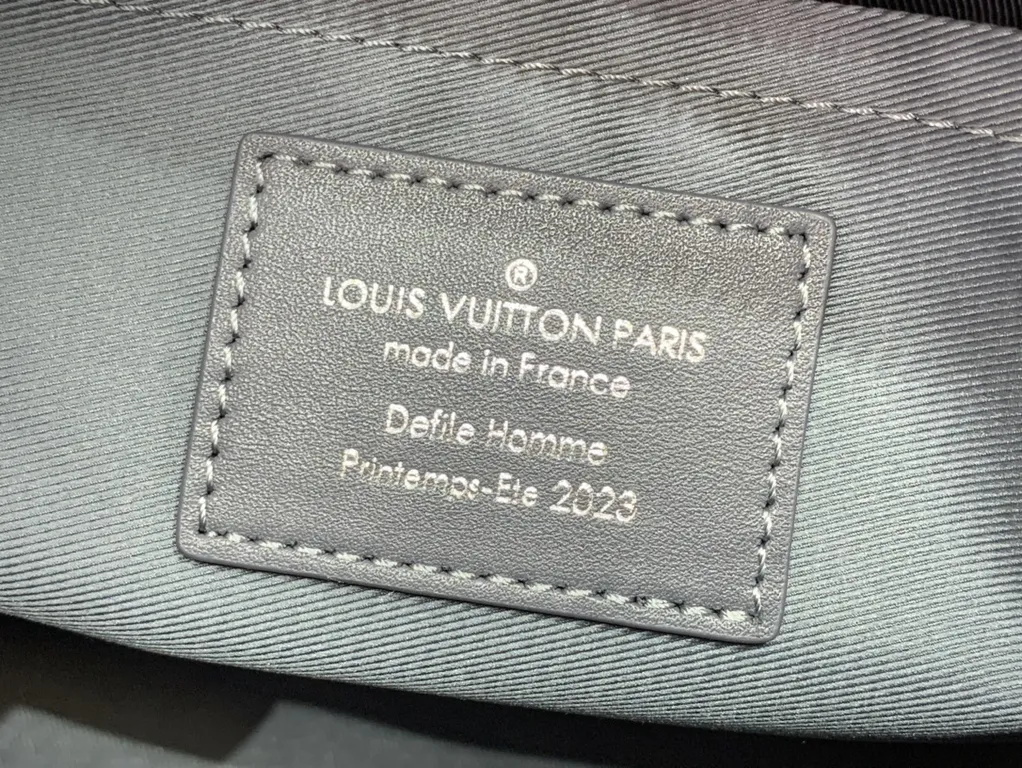 ®
LOUIS VUITTON PARIS
made in France
Defile Homme
Printemps-Ete 2023